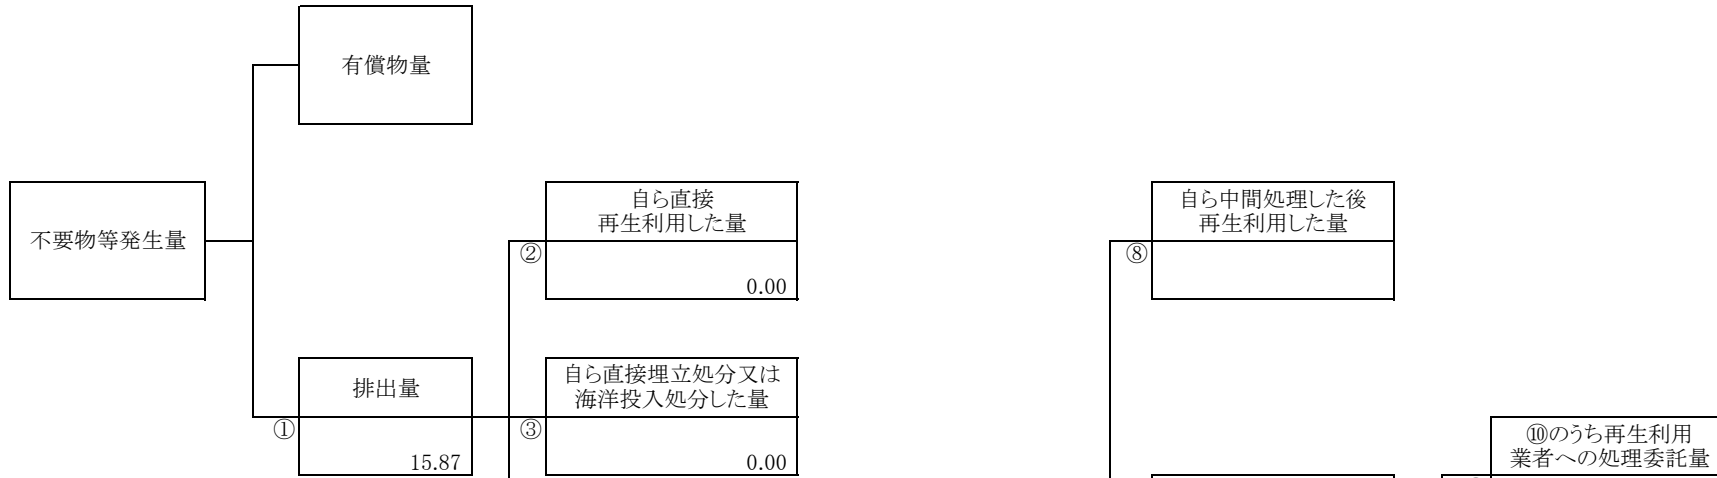 有償物量
不要物等発生量
自ら直接
再生利用した量
②
0.00
自ら中間処理した後
再生利用した量
⑧
排出量
①
15.87
自ら直接埋立処分又は
海洋投入処分した量
③
0.00
⑩のうち再生利用
業者への処理委託量